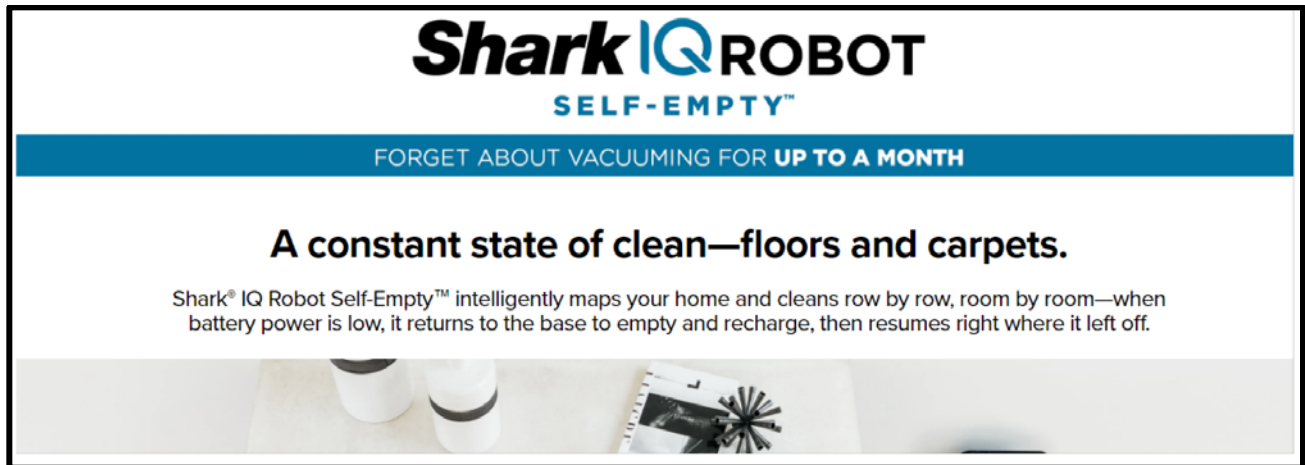 Shark IQ ROBOT
SELF-EMPTY™
FORGET ABOUT VACUUMING FOR UP TO A MONTH
A constant state of clean—floors and carpets.
Shark® IQ Robot Self-Empty™ intelligently maps your home and cleans row by row, room by room—when
battery power is low, it returns to the base to empty and recharge, then resumes right where it left off.